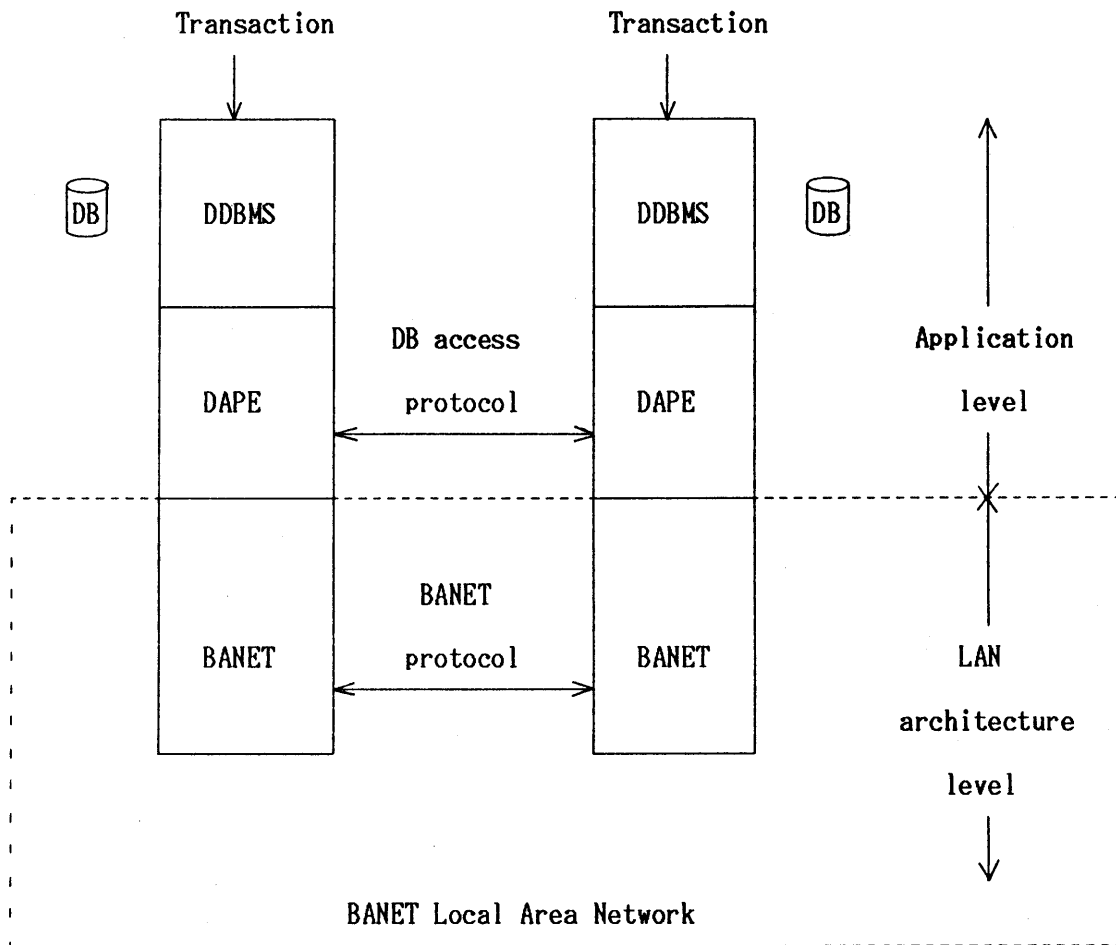 Transaction
Transaction
DB
DDBMS
DDBMS
DB
DB access
protocol
Application
level
DAPE
DAPE
BANET
protocol
BANET
BANET
LAN
architecture
level
BANET Local Area Network